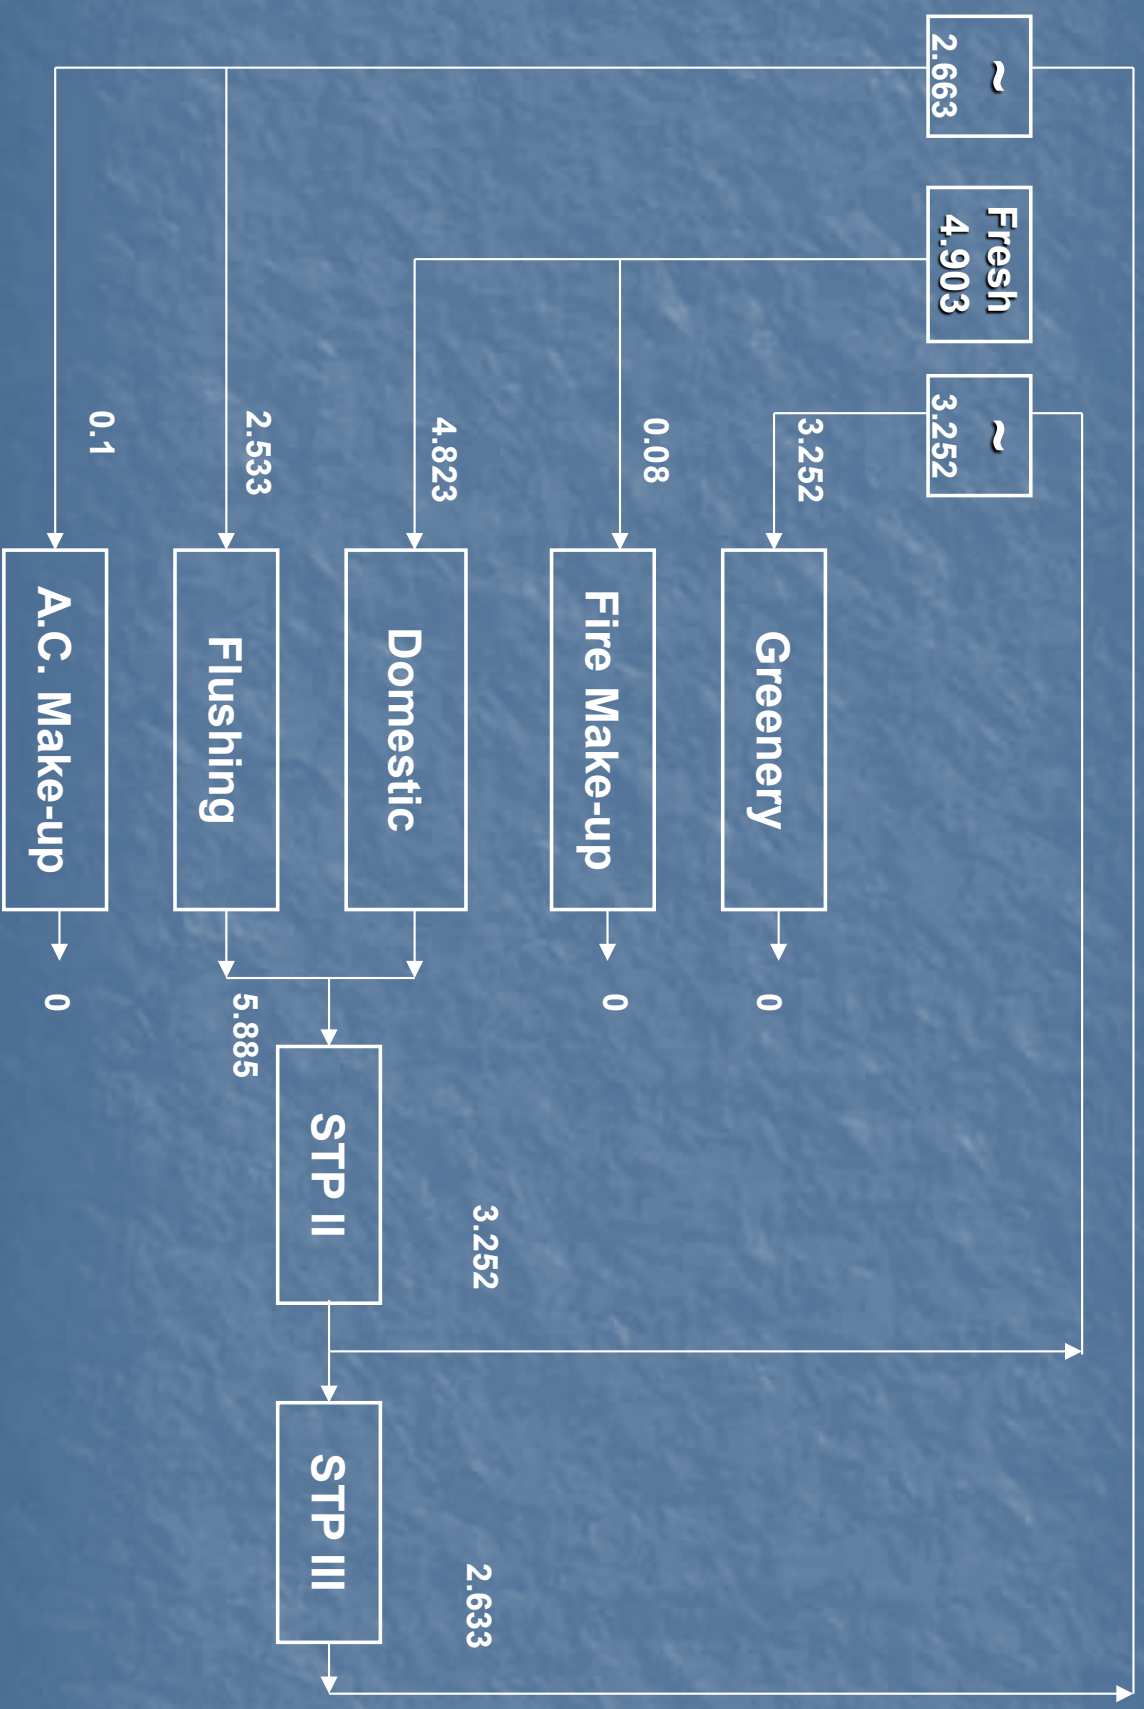 ~
2.663
Fresh
4.903
~
3.252
3.252
0.08
4.823
2.533
0.1
Greenery
Fire Make-up
Domestic
Flushing
A.C. Make-up
0
0
5.885
0
STP II
3.252
STP III
2.633